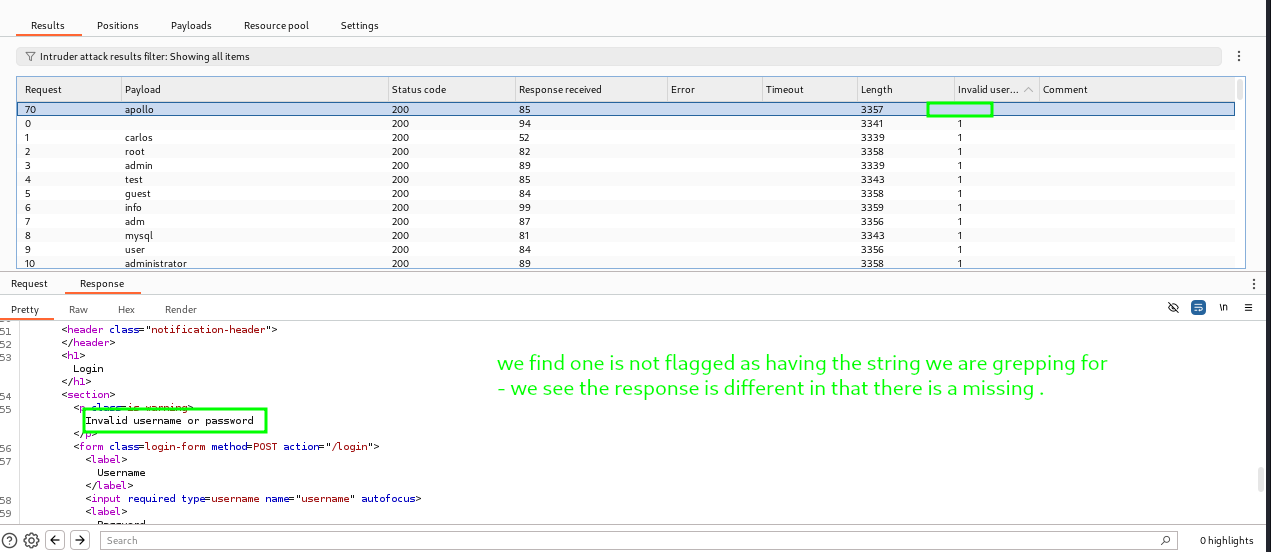 Results Positions Payloads Resource pool Settings
Intruder attack results filter: Showing all items
Request Payload Status code Response received Error Timeout Length Invalid user... Comment
70 apollo 200 85 3357
0 200 94 3341 1
1 carlos 200 52 3339 1
2 root 200 82 3358 1
3 admin 200 89 3339 1
4 test 200 85 3343 1
5 guest 200 84 3358 1
6 info 200 99 3359 1
7 adm 200 87 3356 1
8 mysql 200 81 3343 1
9 user 200 84 3356 1
10 administrator 200 89 3358 1
Request Response
Pretty Raw Hex Render \n
51 <header class="notification-header">
52 </header>
53 <h1>
Login
</h1>
54 <section>
55 <p class=is-warning>
Invalid username or password
</p>
56 <form class=login-form method=POST action="/login">
57 <label>
Username
</label>
58 <input required type=username name="username" autofocus>
59 <label>
we find one is not flagged as having the string we are grepping for
- we see the response is different in that there is a missing .
Search 0 highlights